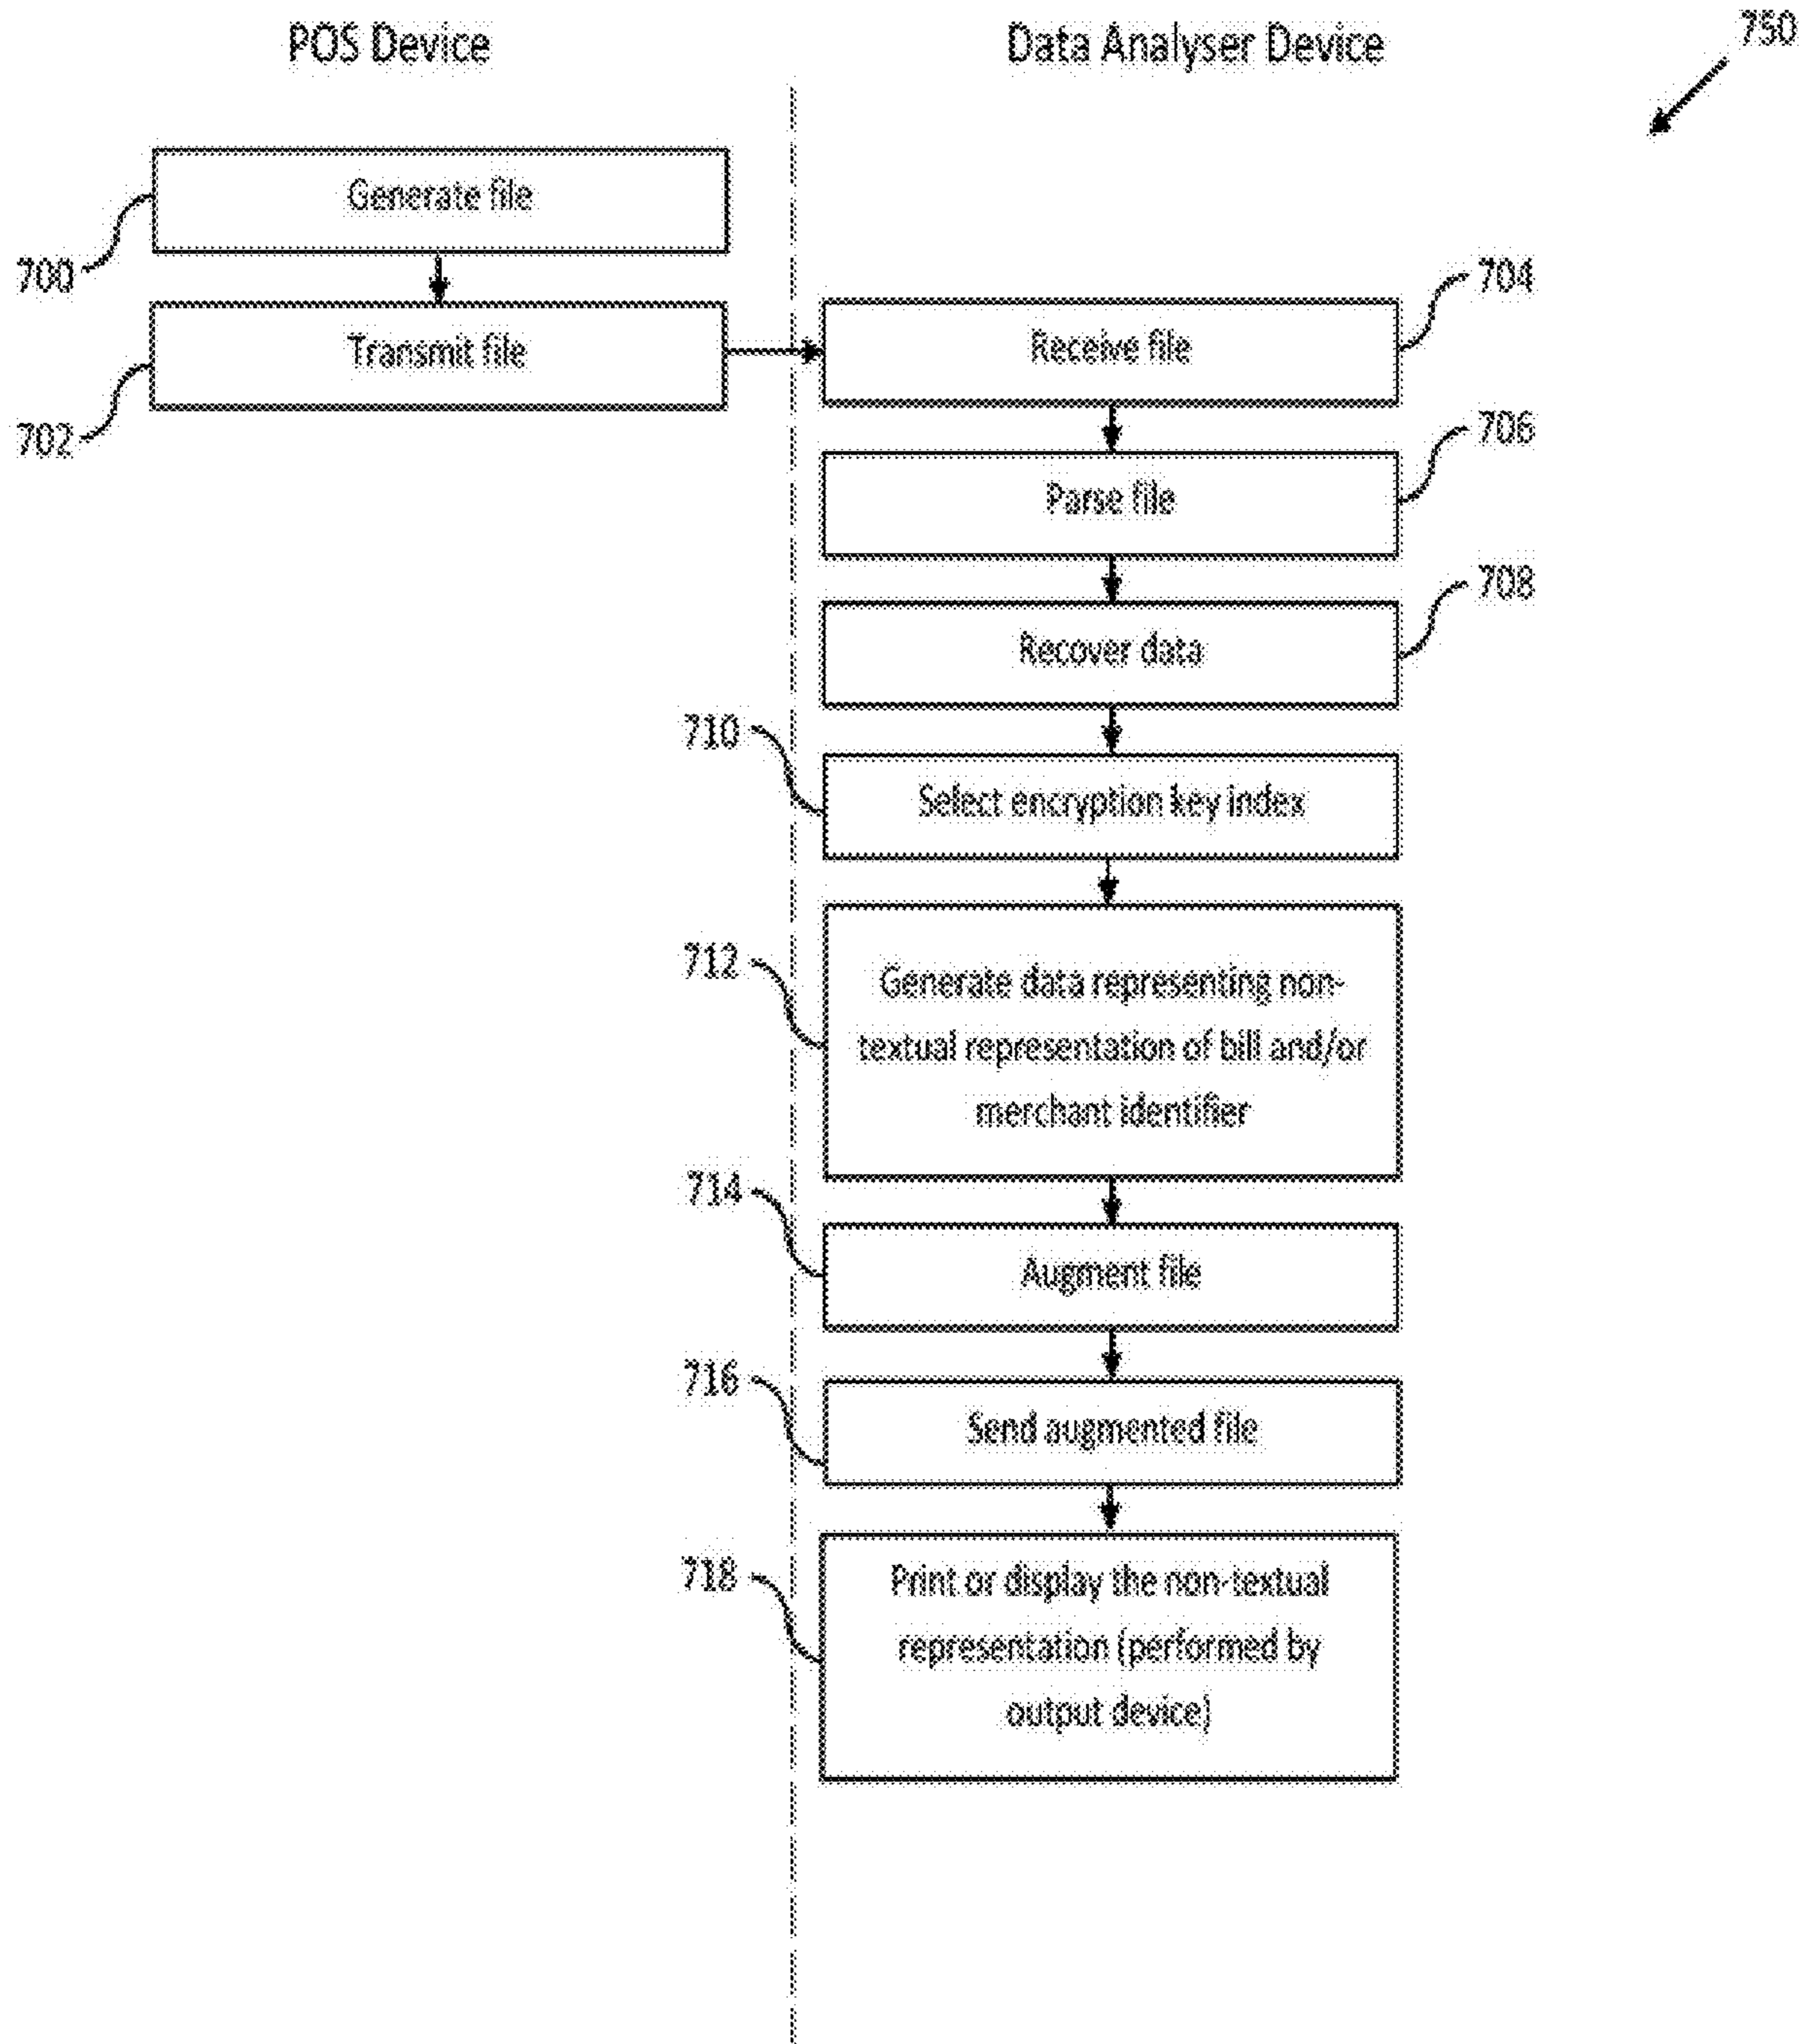 POS Device
Data Analyser Device
750
Generate file
700
Transmit file
702
Receive file
704
Parse file
706
Recover data
708
710
Select encryption key index
712
Generate data representing non-
textual representation of bill and/or
merchant identifier
714
Augment file
716
Send augmented file
718
Print or display the non-textual
representation (performed by
output device)